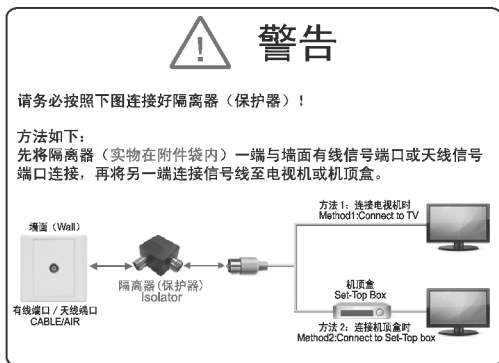 警告
请务必按照下图连接好隔离器（保护器）！
方法如下：
先将隔离器（实物在附件袋内）一端与墙面有线信号端口或天线信号
端口连接，再将另一端连接信号线至电视机或机顶盒。
墙面（Wall）
有线端口 / 天线端口
CABLE/AIR
隔离器(保护器)
Isolator
方法 1：连接电视机时
Method1:Connect to TV
机顶盒
Set-Top Box
方法 2：连接机顶盒时
Method2:Connect to Set-Top box